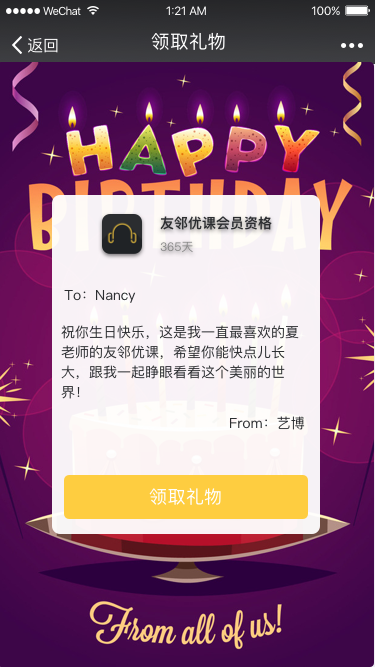 WeChat 1:21 AM 100%
返回 领取礼物
HAPPY
BIRTHDAY
友邻优课会员资格
365天
To：Nancy
祝你生日快乐，这是我一直最喜欢的夏
老师的友邻优课，希望你能快点儿长
大，跟我一起睁眼看看这个美丽的世
界！
From：艺博
领取礼物
From all of us!